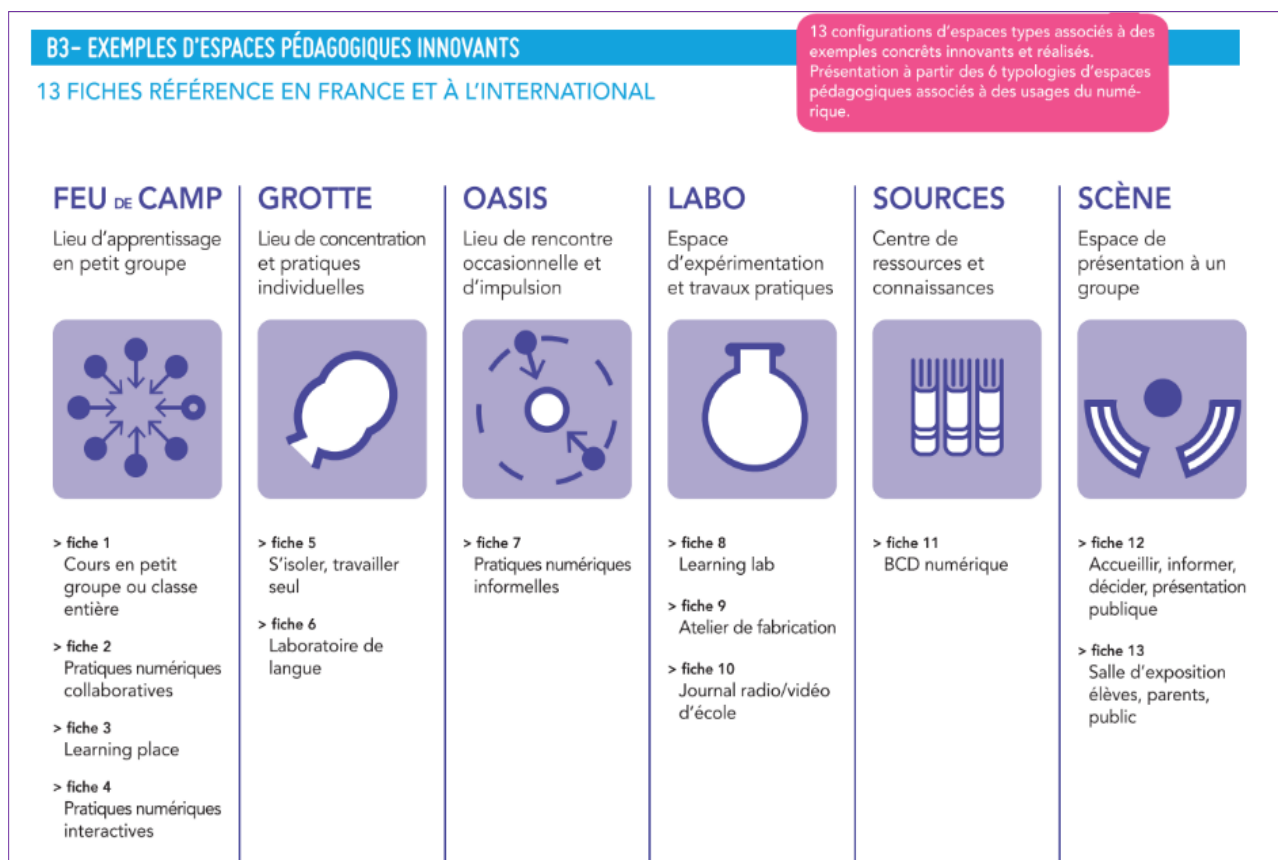 B3– EXEMPLES D'ESPACES PÉDAGOGIQUES INNOVANTS
13 configurations d'espaces types associés à des
exemples concrêts innovants et réalisés.
Présentation à partir des 6 typologies d'espaces
pédagogiques associés à des usages du numé-
rique.
13 FICHES RÉFÉRENCE EN FRANCE ET À L'INTERNATIONAL
FEU DE CAMP
Lieu d'apprentissage
en petit groupe
> fiche 1
Cours en petit
groupe ou classe
entière
> fiche 2
Pratiques numériques
collaboratives
> fiche 3
Learning place
> fiche 4
Pratiques numériques
interactives
GROTTE
Lieu de concentration
et pratiques
individuelles
> fiche 5
S'isoler, travailler
seul
> fiche 6
Laboratoire de
langue
OASIS
Lieu de rencontre
occasionnelle et
d'impulsion
> fiche 7
Pratiques numériques
informelles
LABO
Espace
d'expérimentation
et travaux pratiques
> fiche 8
Learning lab
> fiche 9
Atelier de fabrication
> fiche 10
Journal radio/vidéo
d'école
SOURCES
Centre de
ressources et
connaissances
> fiche 11
BCD numérique
SCÈNE
Espace de
présentation à un
groupe
> fiche 12
Accueillir, informer,
décider, présentation
publique
> fiche 13
Salle d'exposition
élèves, parents,
public